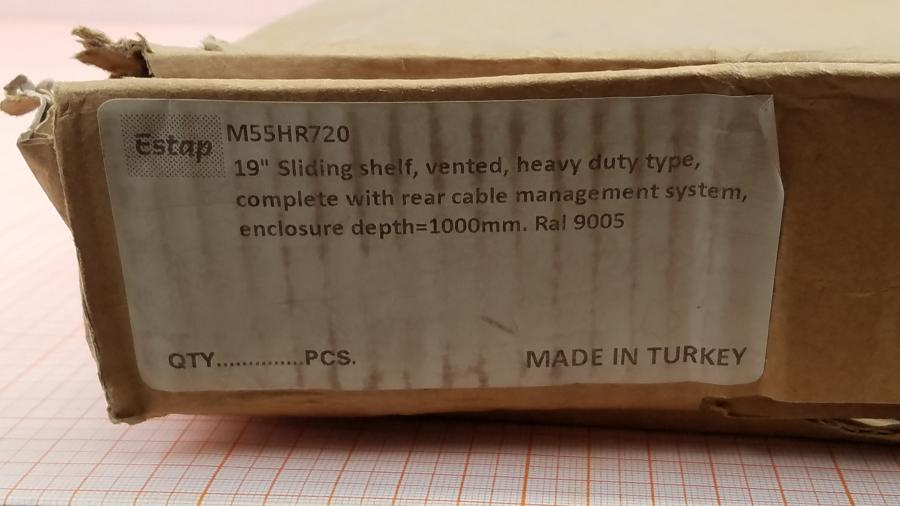 Estap M55HR720
19" Sliding shelf, vented, heavy duty type,
complete with rear cable management system,
enclosure depth=1000mm. Ral 9005
QTY..............PCS. MADE IN TURKEY